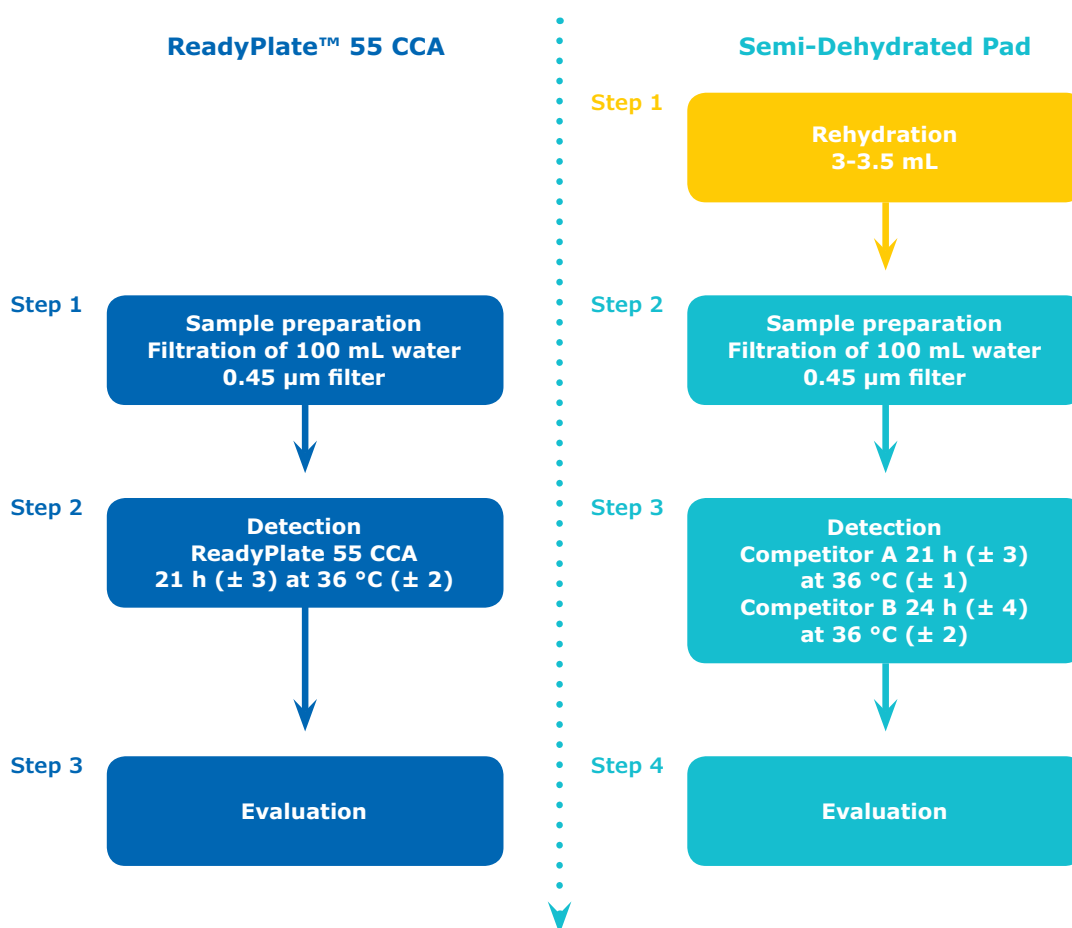 ReadyPlate™ 55 CCA
Step 1
Sample preparation
Filtration of 100 mL water
0.45 µm filter
Step 2
Detection
ReadyPlate 55 CCA
21 h (± 3) at 36 °C (± 2)
Step 3
Evaluation
Semi-Dehydrated Pad
Step 1
Rehydration
3-3.5 mL
Step 2
Sample preparation
Filtration of 100 mL water
0.45 µm filter
Step 3
Detection
Competitor A 21 h (± 3)
at 36 °C (± 1)
Competitor B 24 h (± 4)
at 36 °C (± 2)
Step 4
Evaluation